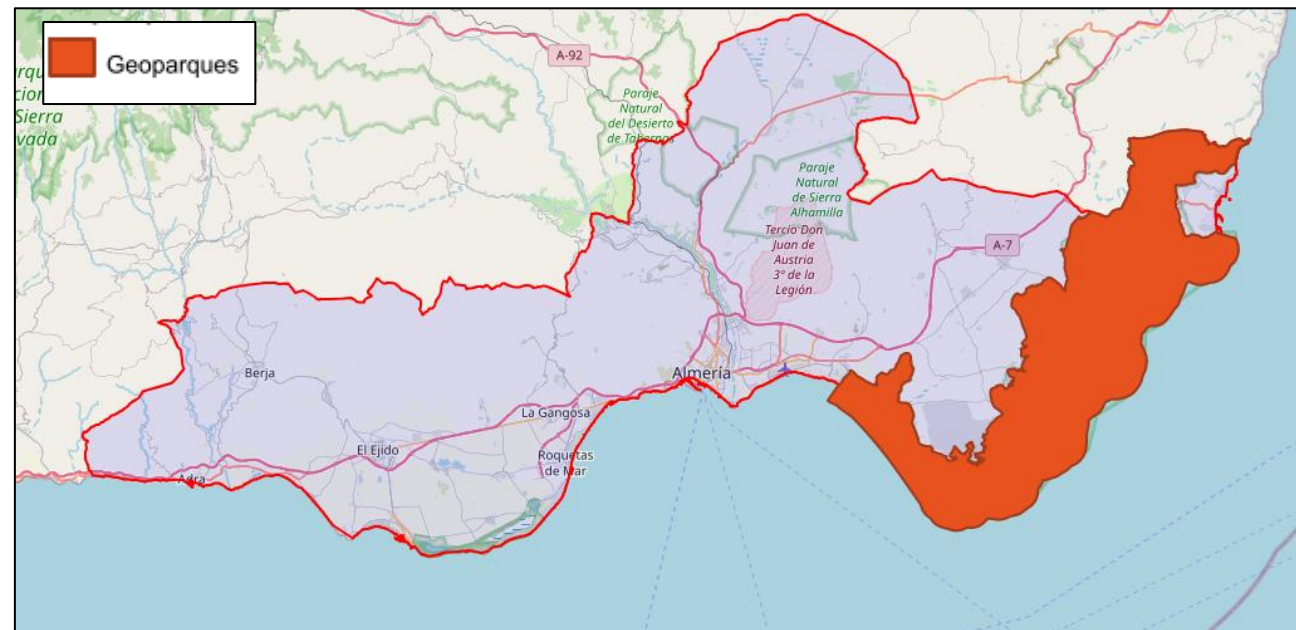 Geoparques
A-92
Sierra
Paraje
Natural
del Desierto
de Tabernas
Paraje
Natural
de Sierra
Alhamilla
Tercio Don
Juan de
Austria
3º de la
Legión
A-7
Berja
Almería
La Gangosa
El Ejido
Roquetas
de Mar
Adra